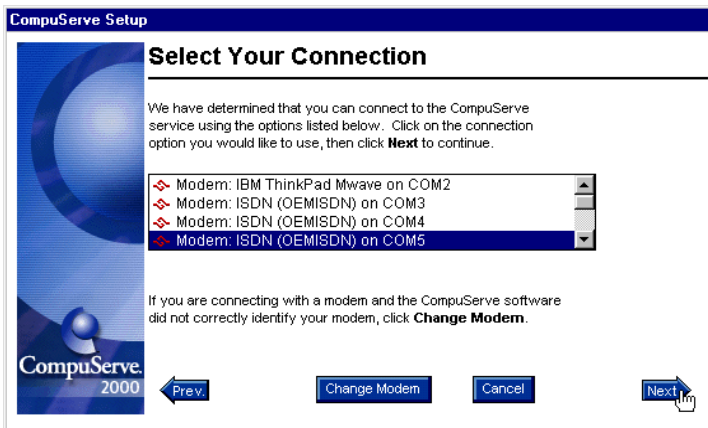 CompuServe Setup
Select Your Connection
We have determined that you can connect to the CompuServe
service using the options listed below. Click on the connection
option you would like to use, then click Next to continue.
Modem: IBM ThinkPad Mwave on COM2
Modem: ISDN (OEMISDN) on COM3
Modem: ISDN (OEMISDN) on COM4
Modem: ISDN (OEMISDN) on COM5
If you are connecting with a modem and the CompuServe software
did not correctly identify your modem, click Change Modem.
CompuServe.
2000
Prev.
Change Modem
Cancel
Next